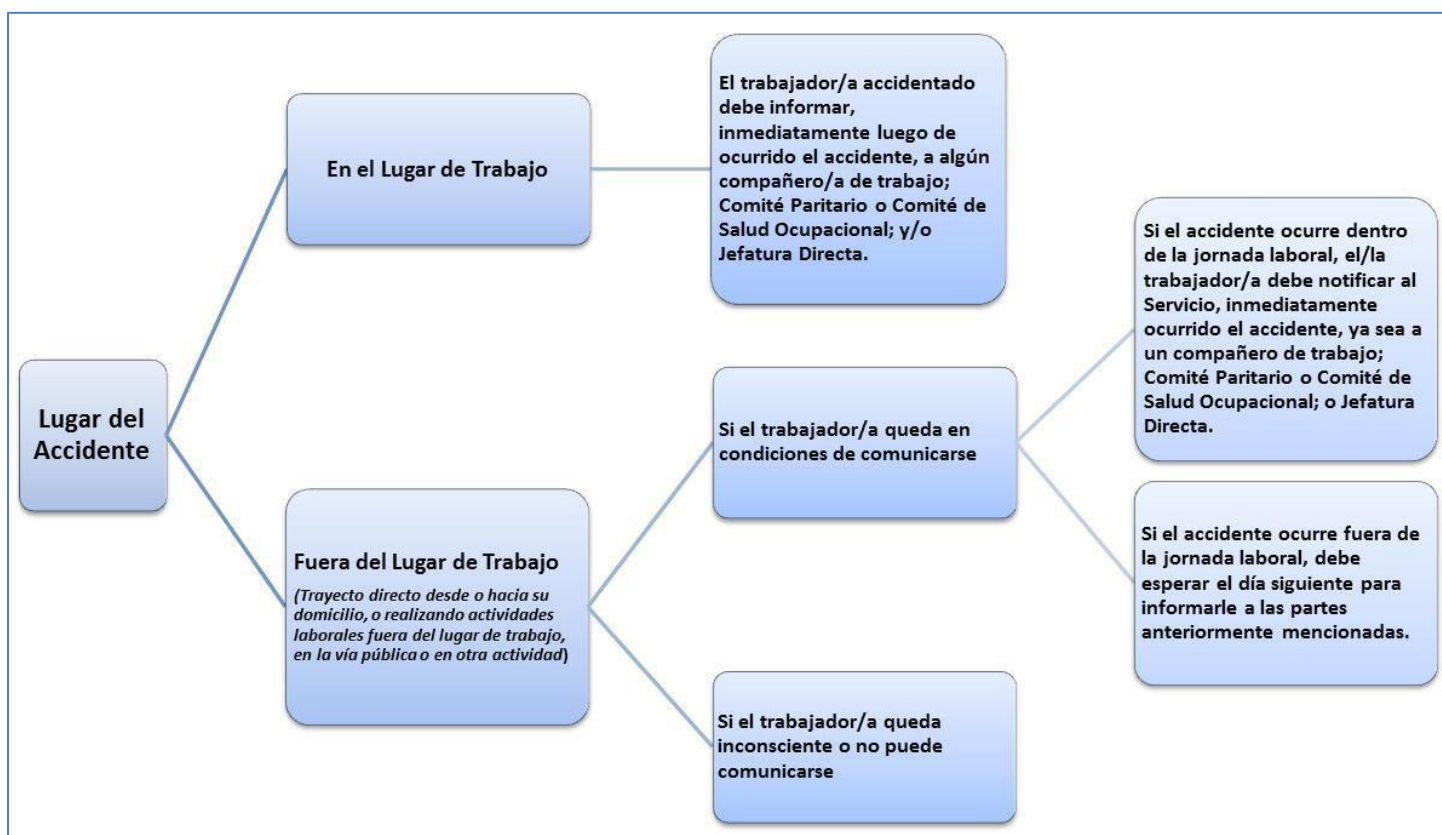 Lugar del
Accidente
En el Lugar de Trabajo
El trabajador/a accidentado
debe informar,
inmediatamente luego de
ocurrido el accidente, a algún
compañero/a de trabajo;
Comité Paritario o Comité de
Salud Ocupacional; y/o
Jefatura Directa.
Fuera del Lugar de Trabajo
(Trayecto directo desde o hacia su
domicilio, o realizando actividades
laborales fuera del lugar de trabajo,
en la vía pública o en otra actividad)
Si el trabajador/a queda en
condiciones de comunicarse
Si el accidente ocurre dentro
de la jornada laboral, el/la
trabajador/a debe notificar al
Servicio, inmediatamente
ocurrido el accidente, ya sea a
un compañero de trabajo;
Comité Paritario o Comité de
Salud Ocupacional; o Jefatura
Directa.
Si el accidente ocurre fuera de
la jornada laboral, debe
esperar el día siguiente para
informarle a las partes
anteriormente mencionadas.
Si el trabajador/a queda
inconsciente o no puede
comunicarse